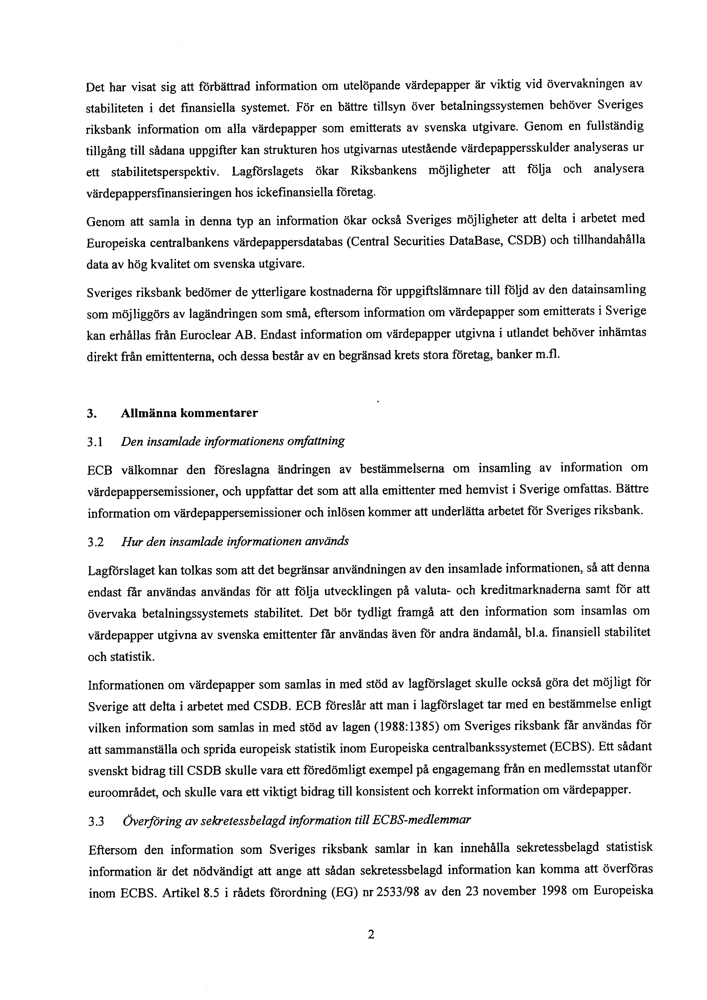 Det har visat sig att förbättrad information om utelöpande värdepapper är viktig vid övervakningen av
stabiliteten i det finansiella systemet. För en bättre tillsyn över betalningssystemen behöver Sveriges
riksbank information om alla värdepapper som emitterats av svenska utgivare. Genom en fullständig
tillgång till sådana uppgifter kan strukturen hos utgivarnas utestående värdepappersskulder analyseras ur
ett stabilitetsperspektiv. Lagförslagets ökar Riksbankens möjligheter att följa och analysera
värdepappersfinansieringen hos ickefinansiella företag.
Genom att samla in denna typ an information ökar också Sveriges möjligheter att delta i arbetet med
Europeiska centralbankens värdepappersdatabas (Central Securities DataBase, CSDB) och tillhandahålla
data av hög kvalitet om svenska utgivare.
Sveriges riksbank bedömer de ytterligare kostnaderna för uppgiftslämnare till följd av den datainsamling
som möjliggörs av lagändringen som små, eftersom information om värdepapper som emitterats i Sverige
kan erhållas från Euroclear AB. Endast information om värdepapper utgivna i utlandet behöver inhämtas
direkt från emittenterna, och dessa består av en begränsad krets stora företag, banker m.fl.
3. Allmänna kommentarer
3.1 Den insamlade informationens omfattning
ECB välkomnar den föreslagna ändringen av bestämmelserna om insamling av information om
värdepappersemissioner, och uppfattar det som att alla emittenter med hemvist i Sverige omfattas. Bättre
information om värdepappersemissioner och inlösen kommer att underlätta arbetet för Sveriges riksbank.
3.2 Hur den insamlade informationen används
Lagförslaget kan tolkas som att det begränsar användningen av den insamlade informationen, så att denna
endast får användas användas för att följa utvecklingen på valuta- och kreditmarknaderna samt för att
övervaka betalningssystemets stabilitet. Det bör tydligt framgå att den information som insamlas om
värdepapper utgivna av svenska emittenter får användas även för andra ändamål, bl.a. finansiell stabilitet
och statistik.
Informationen om värdepapper som samlas in med stöd av lagförslaget skulle också göra det möjligt för
Sverige att delta i arbetet med CSDB. ECB föreslår att man i lagförslaget tar med en bestämmelse enligt
vilken information som samlas in med stöd av lagen (1988:1385) om Sveriges riksbank får användas för
att sammanställa och sprida europeisk statistik inom Europeiska centralbankssystemet (ECBS). Ett sådant
svenskt bidrag till CSDB skulle vara ett föredömligt exempel på engagemang från en medlemsstat utanför
euroområdet, och skulle vara ett viktigt bidrag till konsistent och korrekt information om värdepapper.
3.3 Överföring av sekretessbelagd information till ECBS-medlemmar
Eftersom den information som Sveriges riksbank samlar in kan innehålla sekretessbelagd statistisk
information är det nödvändigt att ange att sådan sekretessbelagd information kan komma att överföras
inom ECBS. Artikel 8.5 i rådets förordning (EG) nr 2533/98 av den 23 november 1998 om Europeiska
2